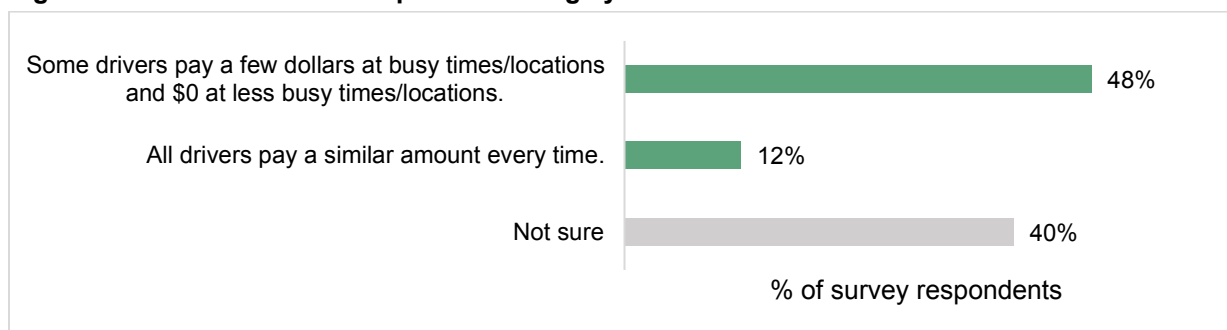 Some drivers pay a few dollars at busy times/locations
and $0 at less busy times/locations.
48%
All drivers pay a similar amount every time.
12%
Not sure
40%
% of survey respondents